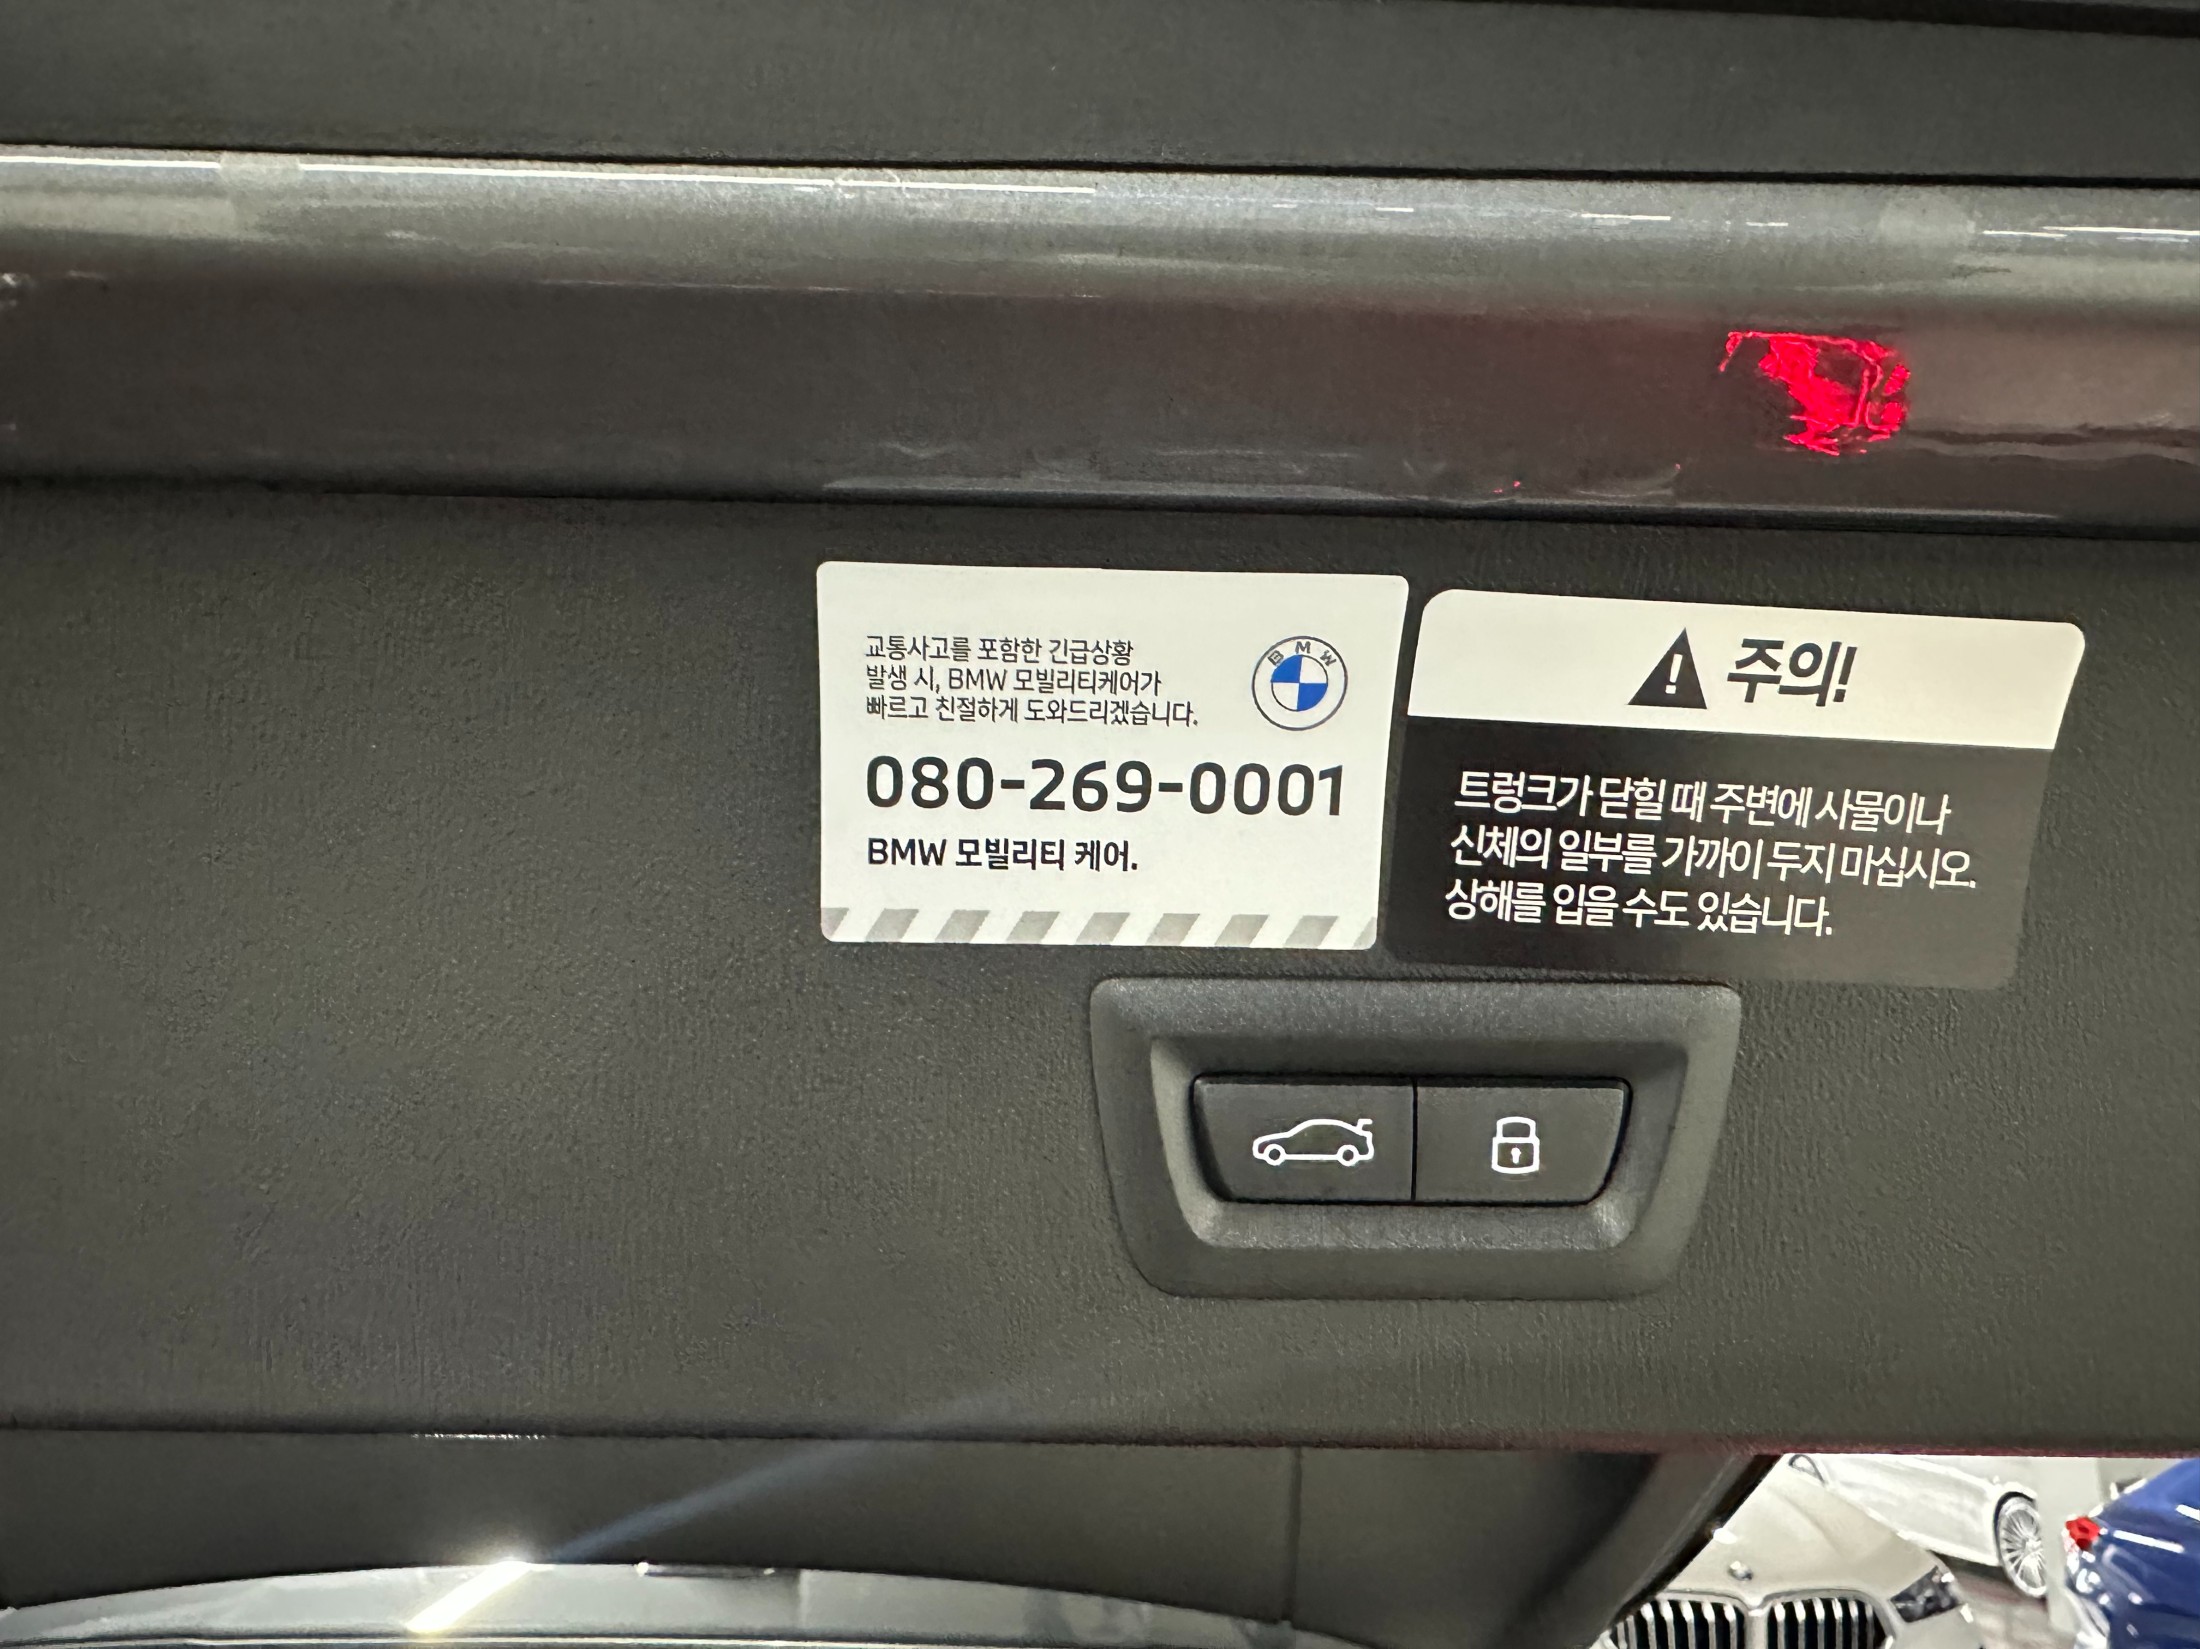 교통사고를 포함한 긴급상황
발생 시, BMW 모빌리티케어가
빠르고 친절하게 도와드리겠습니다.
BMW
080-269-0001
BMW 모빌리티 케어.
주의!
트렁크가 닫힐 때 주변에 사물이나
신체의 일부를 가까이 두지 마십시오.
상해를 입을 수도 있습니다.